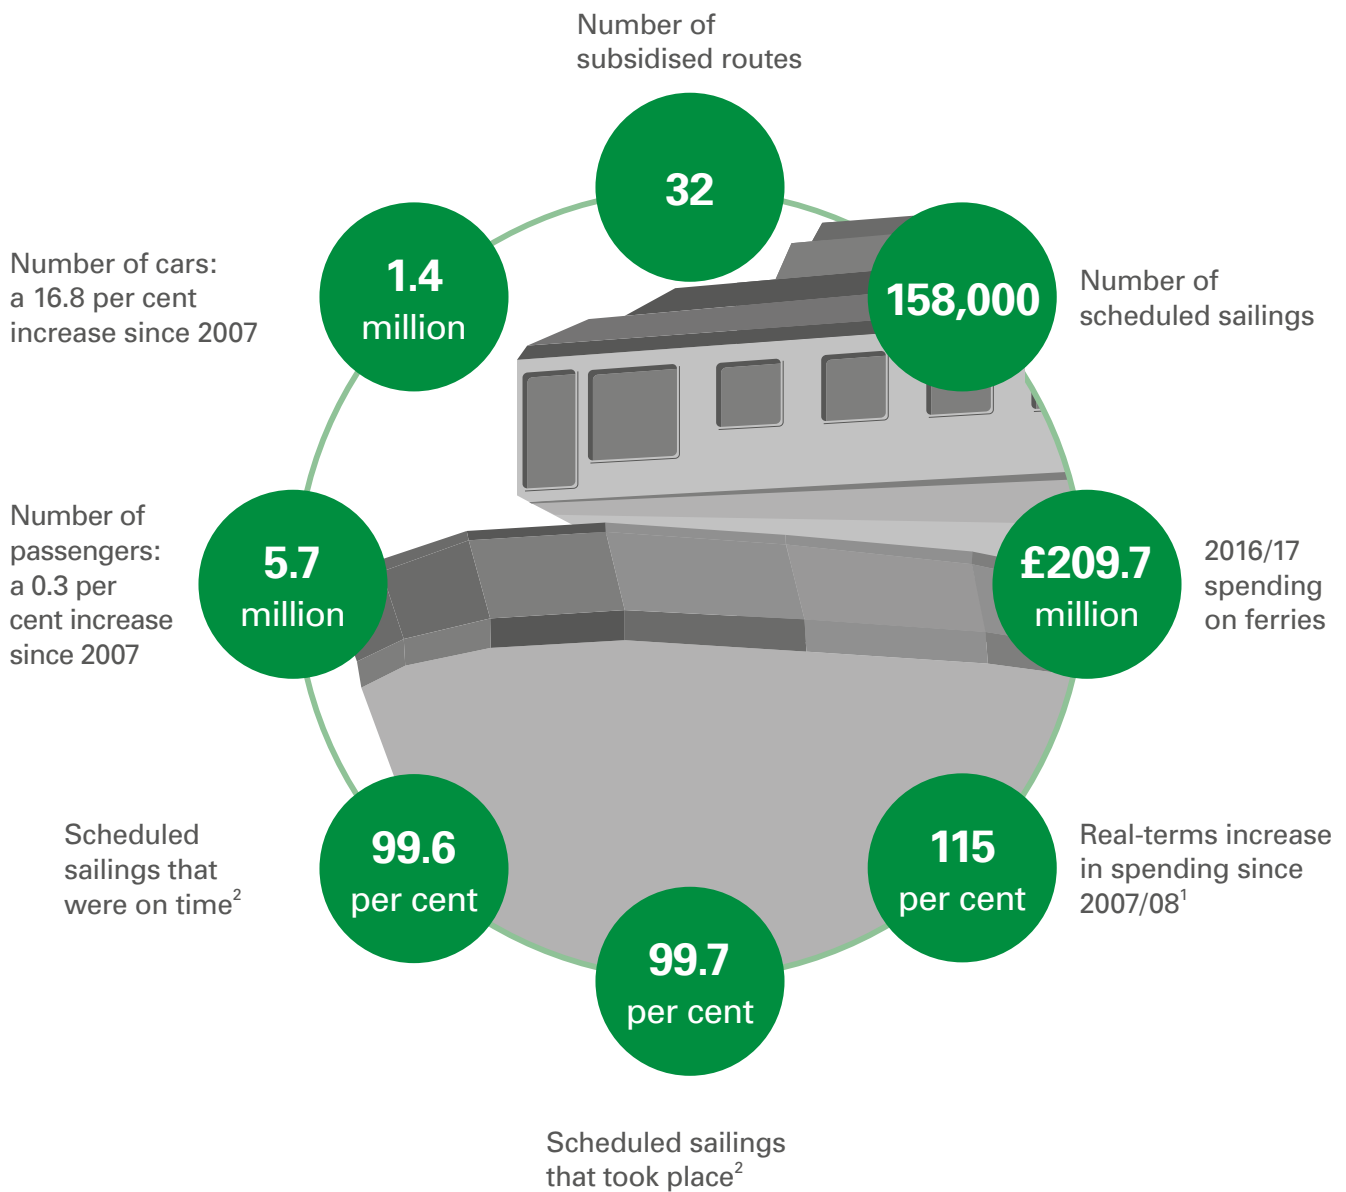 Number of
subsidised routes
32
158,000
Number of
scheduled sailings
£209.7
million
2016/17
spending
on ferries
115
per cent
Real-terms increase
in spending since
2007/08¹
99.7
per cent
Scheduled sailings
that took place²
99.6
per cent
Scheduled
sailings that
were on time²
5.7
million
Number of
passengers:
a 0.3 per
cent increase
since 2007
1.4
million
Number of cars:
a 16.8 per cent
increase since 2007